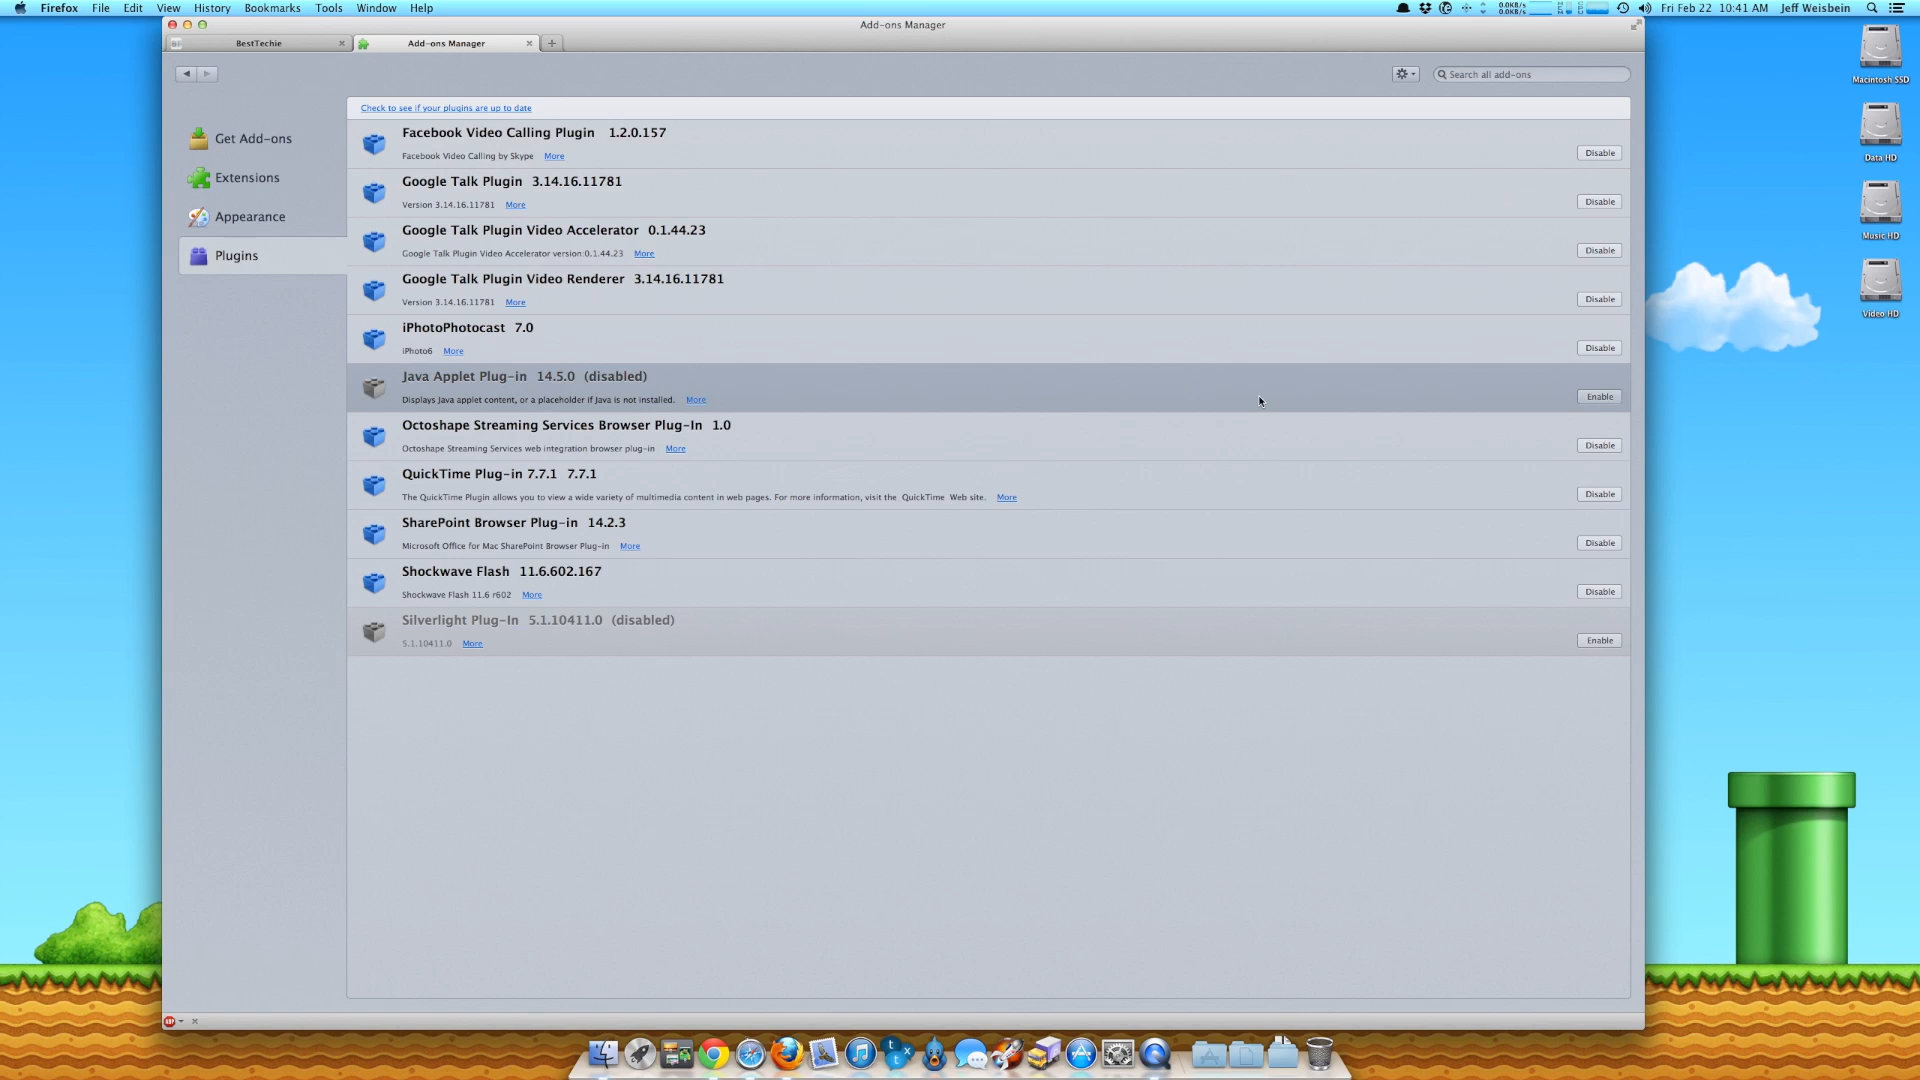 Firefox File Edit View History Bookmarks Tools Window Help
0.0KB/s
0.0KB/s
Fri Feb 22 10:41 AM Jeff Weisbein
Add-ons Manager
BestTechie
Add-ons Manager
Search all add-ons
Macintosh SSD
Data HD
Music HD
Video HD
Get Add-ons
Extensions
Appearance
Plugins
Check to see if your plugins are up to date
Facebook Video Calling Plugin 1.2.0.157
Facebook Video Calling by Skype More
Disable
Google Talk Plugin 3.14.16.11781
Version 3.14.16.11781 More
Disable
Google Talk Plugin Video Accelerator 0.1.44.23
Google Talk Plugin Video Accelerator version:0.1.44.23 More
Disable
Google Talk Plugin Video Renderer 3.14.16.11781
Version 3.14.16.11781 More
Disable
iPhotoPhotocast 7.0
iPhoto6 More
Disable
Java Applet Plug-in 14.5.0 (disabled)
Displays Java applet content, or a placeholder if Java is not installed. More
Enable
Octoshape Streaming Services Browser Plug-In 1.0
Octoshape Streaming Services web integration browser plug-in More
Disable
QuickTime Plug-in 7.7.1 7.7.1
The QuickTime Plugin allows you to view a wide variety of multimedia content in web pages. For more information, visit the QuickTime Web site. More
Disable
SharePoint Browser Plug-in 14.2.3
Microsoft Office for Mac SharePoint Browser Plug-in More
Disable
Shockwave Flash 11.6.602.167
Shockwave Flash 11.6 r602 More
Disable
Silverlight Plug-In 5.1.10411.0 (disabled)
5.1.10411.0 More
Enable